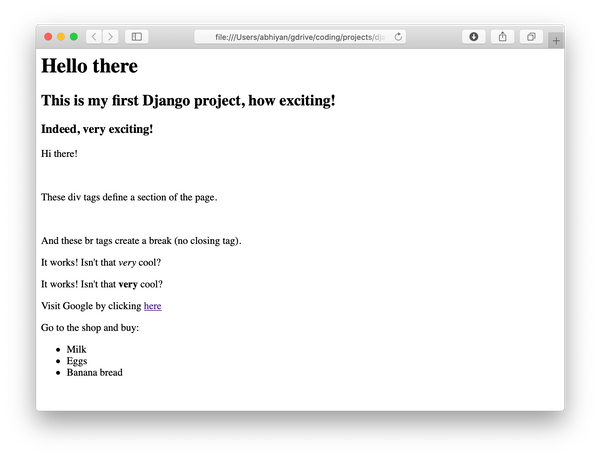 file:///Users/abhiyan/gdrive/coding/projects/dja
Hello there
This is my first Django project, how exciting!
Indeed, very exciting!
Hi there!
These div tags define a section of the page.
And these br tags create a break (no closing tag).
It works! Isn't that very cool?
It works! Isn't that very cool?
Visit Google by clicking here
Go to the shop and buy:
• Milk
• Eggs
• Banana bread